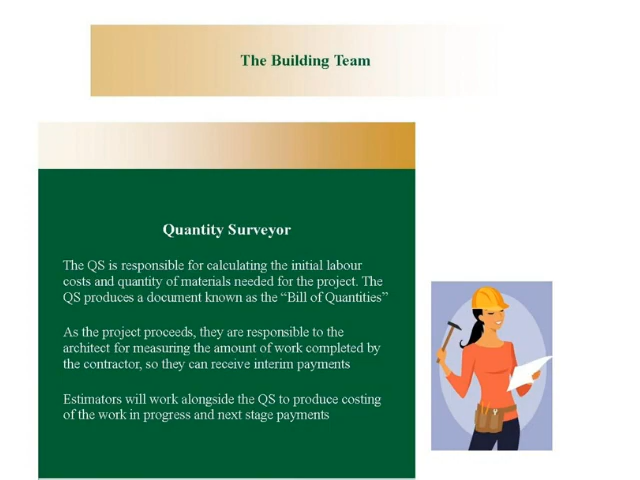 The Building Team
Quantity Surveyor
The QS is responsible for calculating the initial labour
costs and quantity of materials needed for the project. The
QS produces a document known as the “Bill of Quantities”
As the project proceeds, they are responsible to the
architect for measuring the amount of work completed by
the contractor, so they can receive interim payments
Estimators will work alongside the QS to produce costing
of the work in progress and next stage payments